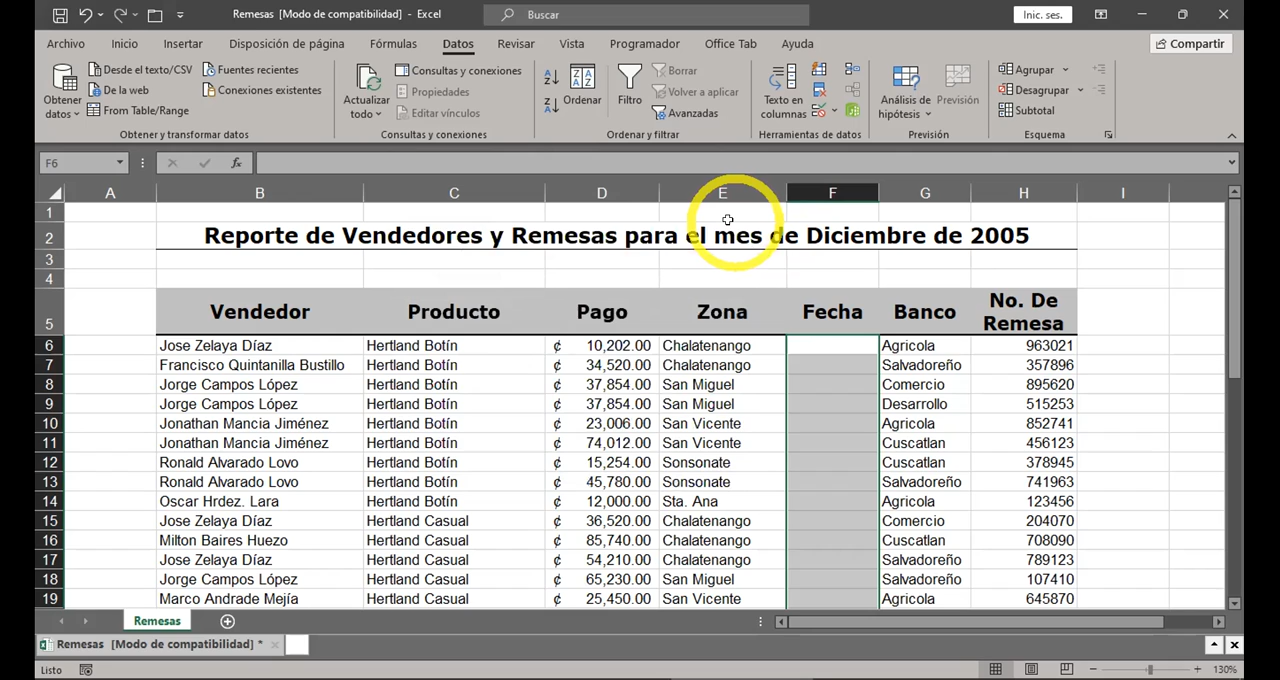 Remesas [Modo de compatibilidad] - Excel
Buscar
Inic. ses.
Archivo Inicio Insertar Disposición de página Fórmulas Datos Revisar Vista Programador Office Tab Ayuda Compartir
Obtener datos
Desde el texto/CSV
De la web
From Table/Range
Fuentes recientes
Conexiones existentes
Obtener y transformar datos
Actualizar todo
Consultas y conexiones
Propiedades
Editar vínculos
Consultas y conexiones
Ordenar
Filtro
Borrar
Volver a aplicar
Avanzadas
Ordenar y filtrar
Texto en columnas
Herramientas de datos
Análisis de hipótesis
Previsión
Previsión
Agrupar
Desagrupar
Subtotal
Esquema
F6 fx
A B C D E F G H I
1
2 Reporte de Vendedores y Remesas para el mes de Diciembre de 2005
3
4
5 Vendedor Producto Pago Zona Fecha Banco No. De Remesa
6 Jose Zelaya Díaz Hertland Botín ¢ 10,202.00 Chalatenango Agricola 963021
7 Francisco Quintanilla Bustillo Hertland Botín ¢ 34,520.00 Chalatenango Salvadoreño 357896
8 Jorge Campos López Hertland Botín ¢ 37,854.00 San Miguel Comercio 895620
9 Jorge Campos López Hertland Botín ¢ 37,854.00 San Miguel Desarrollo 515253
10 Jonathan Mancia Jiménez Hertland Botín ¢ 23,006.00 San Vicente Agricola 852741
11 Jonathan Mancia Jiménez Hertland Botín ¢ 74,012.00 San Vicente Cuscatlan 456123
12 Ronald Alvarado Lovo Hertland Botín ¢ 15,254.00 Sonsonate Cuscatlan 378945
13 Ronald Alvarado Lovo Hertland Botín ¢ 45,780.00 Sonsonate Salvadoreño 741963
14 Oscar Hrdez. Lara Hertland Botín ¢ 12,000.00 Sta. Ana Agricola 123456
15 Jose Zelaya Díaz Hertland Casual ¢ 36,520.00 Chalatenango Comercio 204070
16 Milton Baires Huezo Hertland Casual ¢ 85,740.00 Chalatenango Cuscatlan 708090
17 Jose Zelaya Díaz Hertland Casual ¢ 54,210.00 Chalatenango Salvadoreño 789123
18 Jorge Campos López Hertland Casual ¢ 65,230.00 San Miguel Salvadoreño 107410
19 Marco Andrade Mejía Hertland Casual ¢ 25,450.00 San Vicente Agricola 645870
Remesas
Remesas [Modo de compatibilidad] *
Listo
130%